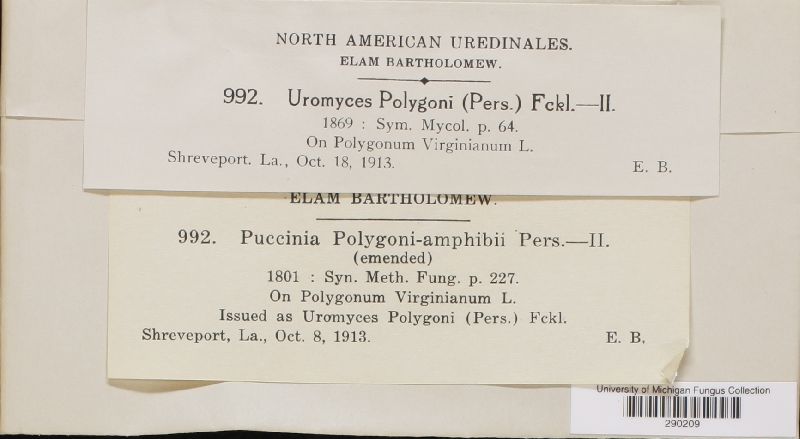 NORTH AMERICAN UREDINALES.
ELAM BARTHOLOMEW.
992. Uromyces Polygoni (Pers.) Fckl.—II.
1869 : Sym. Mycol. p. 64.
On Polygonum Virginianum L.
Shreveport. La., Oct. 18, 1913. E. B.
ELAM BARTHOLOMEW.
992. Puccinia Polygoni-amphibii Pers.—II.
(emended)
1801 : Syn. Meth. Fung. p. 227.
On Polygonum Virginianum L.
Issued as Uromyces Polygoni (Pers.) Fckl.
Shreveport, La., Oct. 8, 1913. E. B.
University of Michigan Fungus Collection
290209